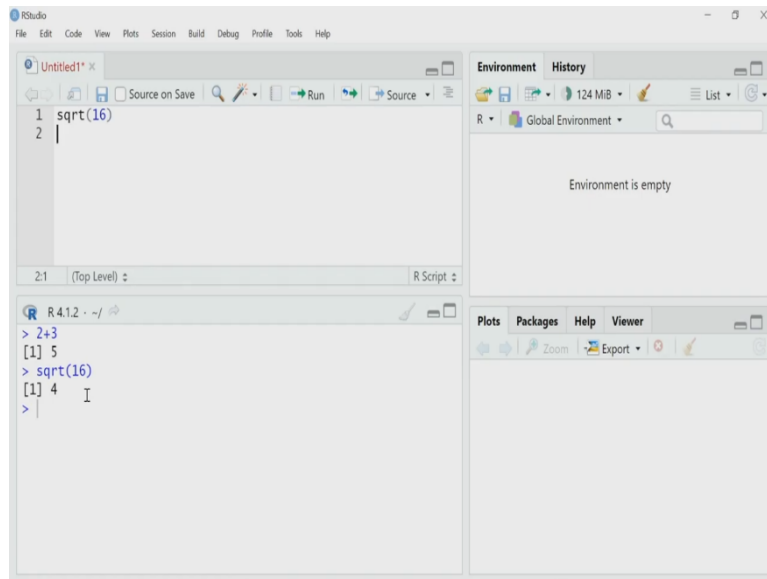 RStudio
File Edit Code View Plots Session Build Debug Profile Tools Help
Untitled1* ×
Source on Save Run Source
1 sqrt(16)
2
2:1 (Top Level) R Script
R 4.1.2 · ~/
> 2+3
[1] 5
> sqrt(16)
[1] 4
>
Environment History
124 MiB List
R Global Environment
Environment is empty
Plots Packages Help Viewer
Zoom Export